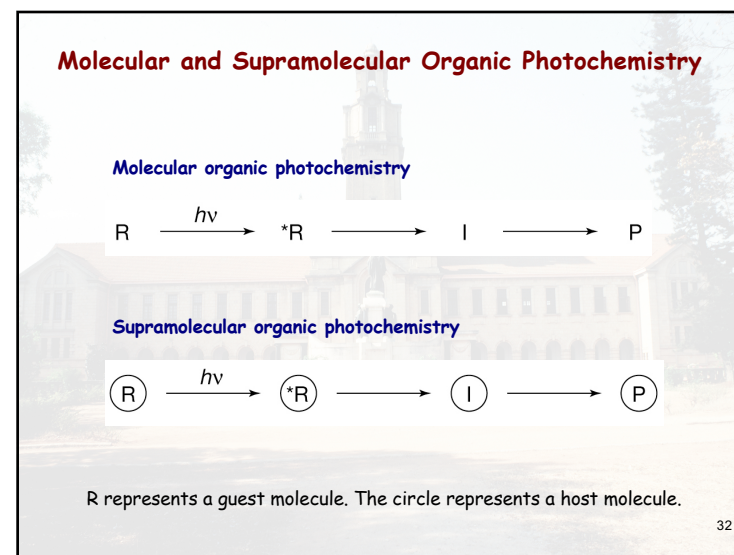 Molecular and Supramolecular Organic Photochemistry
Molecular organic photochemistry
hν
R *R I P
Supramolecular organic photochemistry
hν
R *R I P
R represents a guest molecule. The circle represents a host molecule.
32